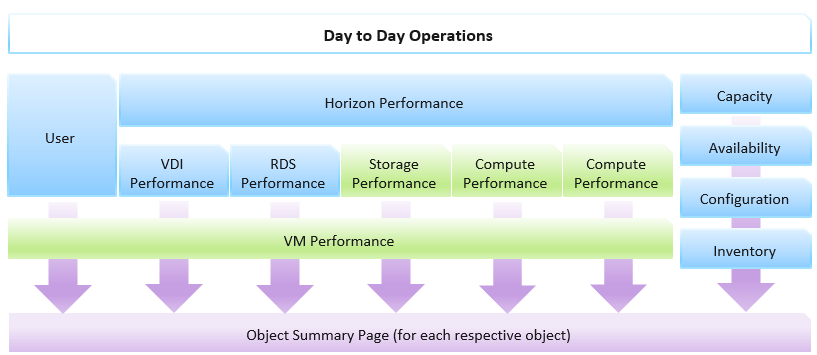 Day to Day Operations
User
Horizon Performance
VDI
Performance
RDS
Performance
Storage
Performance
Compute
Performance
Compute
Performance
VM Performance
Capacity
Availability
Configuration
Inventory
Object Summary Page (for each respective object)